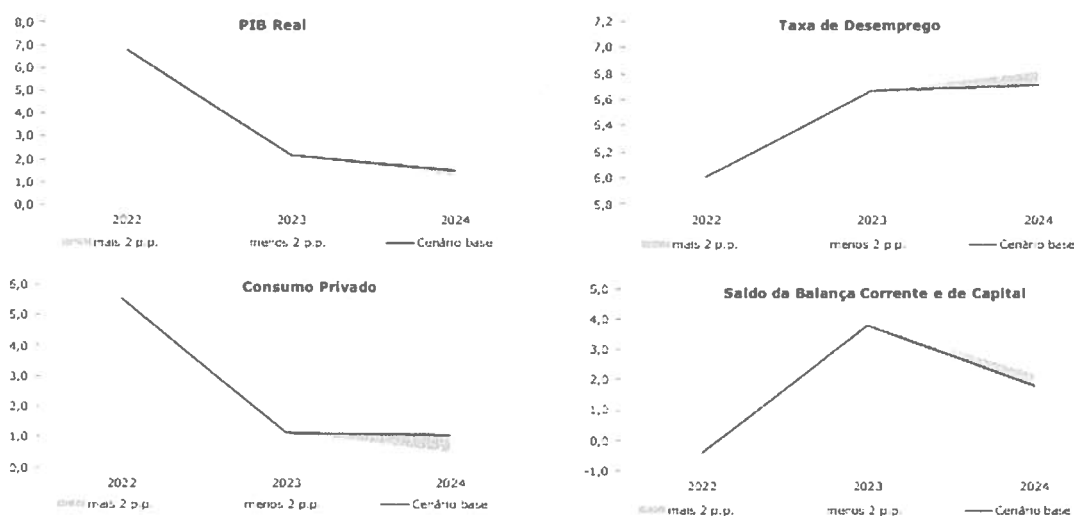 PIB Real
8,0
7,0
6,0
5,0
4,0
3,0
2,0
1,0
0,0
2022 2023 2024
mais 2 p.p. menos 2 p.p. Cenário base
Taxa de Desemprego
7,2
7,0
6,8
6,6
6,4
6,2
6,0
5,8
2022 2023 2024
mais 2 p.p. menos 2 p.p. Cenário base
Consumo Privado
6,0
5,0
4,0
3,0
2,0
1,0
0,0
2022 2023 2024
mais 2 p.p. menos 2 p.p. Cenário base
Saldo da Balança Corrente e de Capital
5,0
4,0
3,0
2,0
1,0
0,0
-1,0
2022 2023 2024
mais 2 p.p. menos 2 p.p. Cenário base